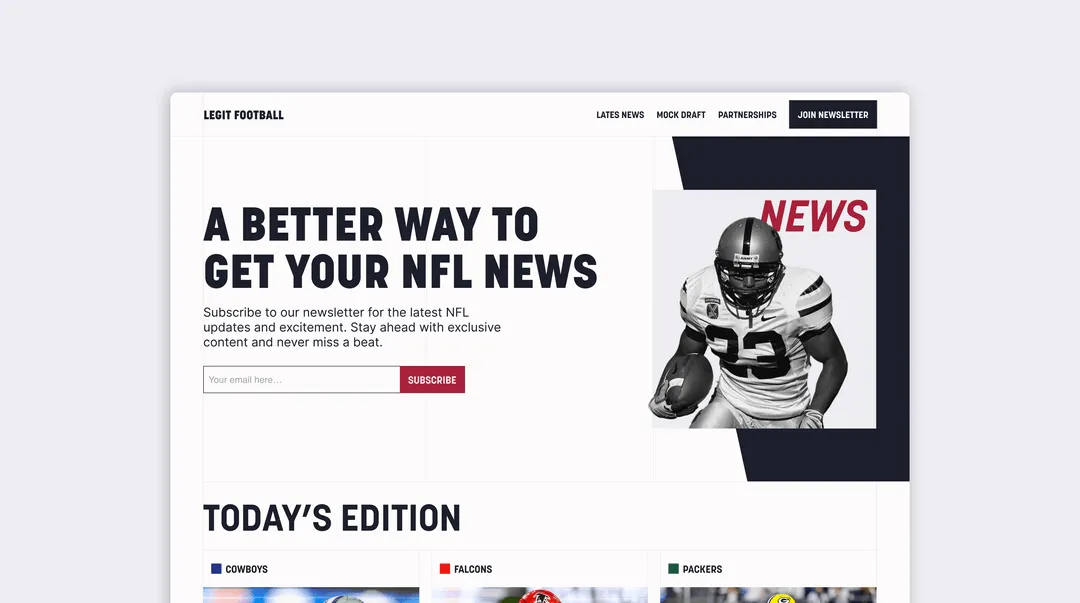 LEGIT FOOTBALL
LATES NEWS MOCK DRAFT PARTNERSHIPS JOIN NEWSLETTER
A BETTER WAY TO
GET YOUR NFL NEWS
Subscribe to our newsletter for the latest NFL
updates and excitement. Stay ahead with exclusive
content and never miss a beat.
Your email here...
SUBSCRIBE
NEWS
ARMY
23
TODAY'S EDITION
COWBOYS
FALCONS
PACKERS